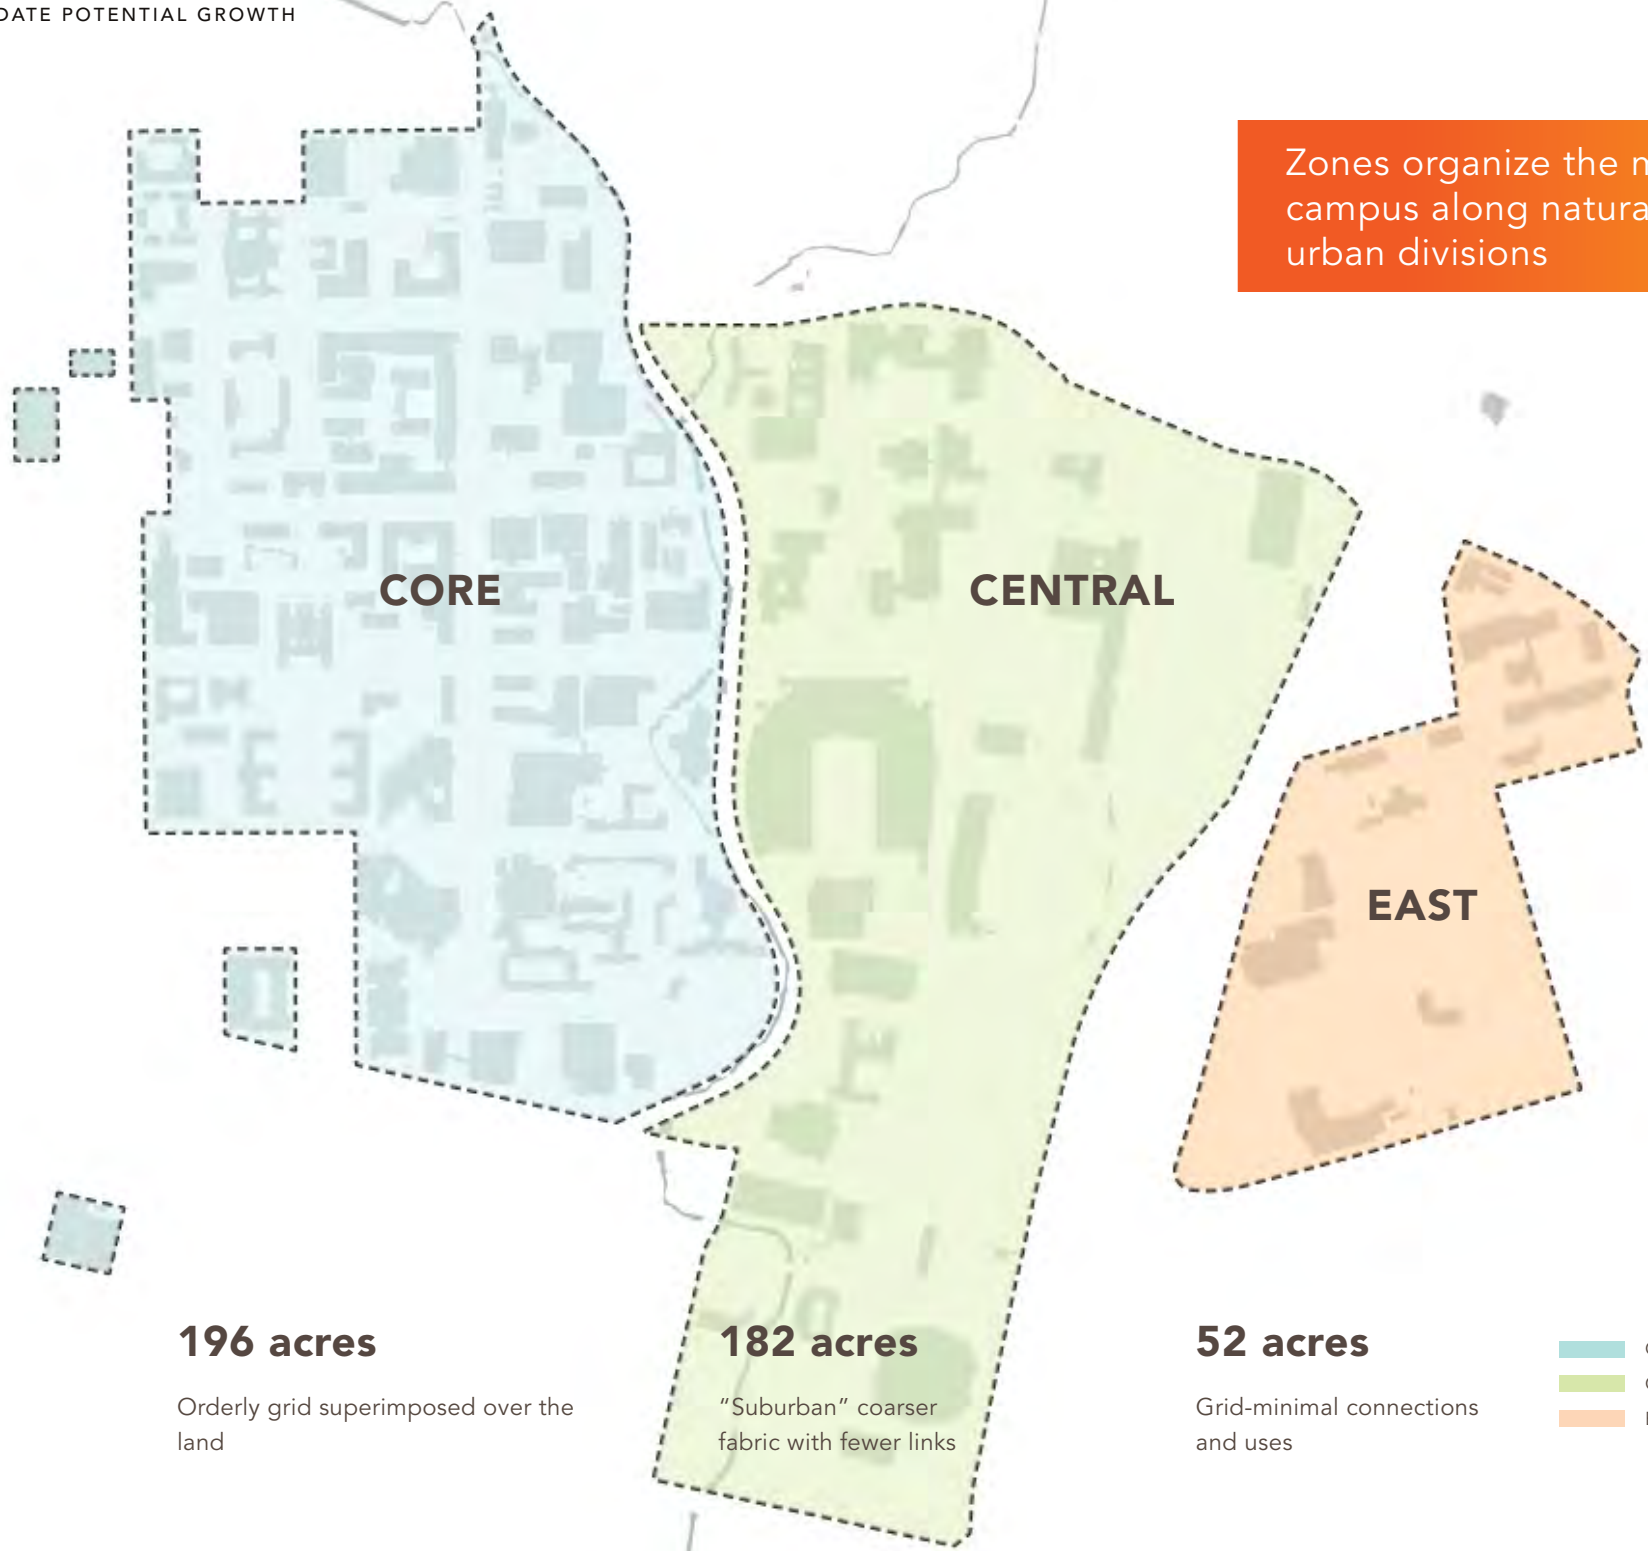 DATE POTENTIAL GROWTH
Zones organize the
campus along
urban divisions
CORE
CENTRAL
EAST
196 acres
Orderly grid superimposed over the
land
182 acres
“Suburban” coarser
fabric with fewer links
52 acres
Grid-minimal connections
and uses